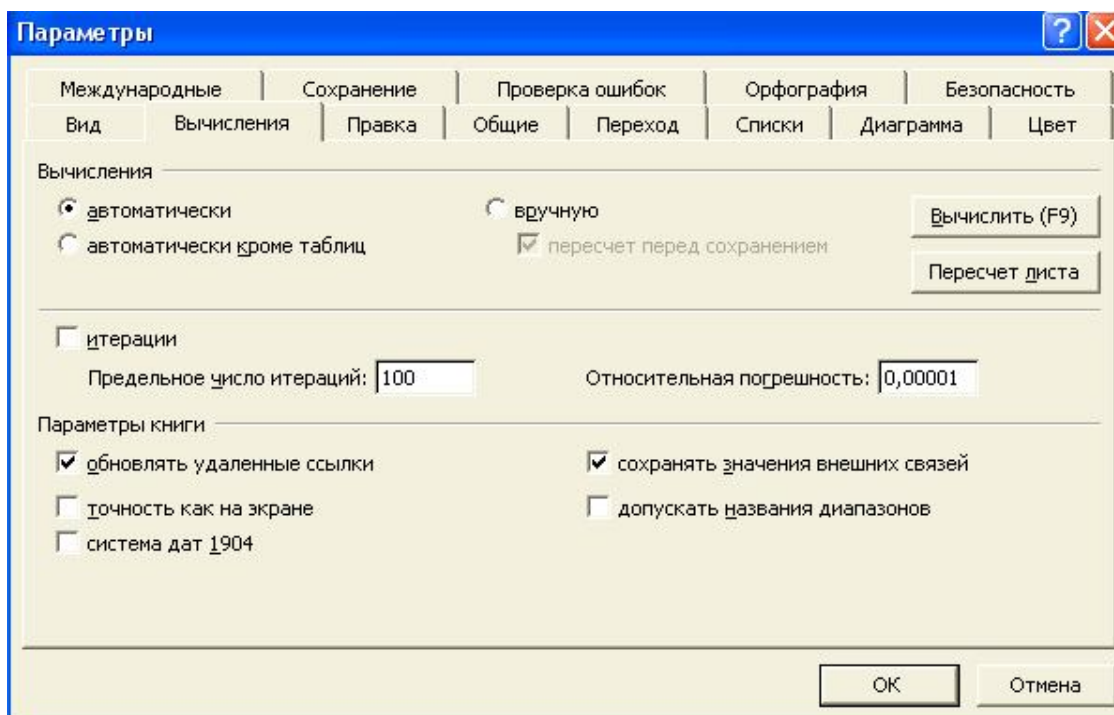 Параметры
Международные Сохранение Проверка ошибок Орфография Безопасность
Вид Вычисления Правка Общие Переход Списки Диаграмма Цвет
Вычисления
автоматически вручную Вычислить (F9)
автоматически кроме таблиц пересчет перед сохранением
Пересчет листа
итерации
Предельное число итераций: 100 Относительная погрешность: 0,00001
Параметры книги
обновлять удаленные ссылки сохранять значения внешних связей
точность как на экране допускать названия диапазонов
система дат 1904
ОК Отмена